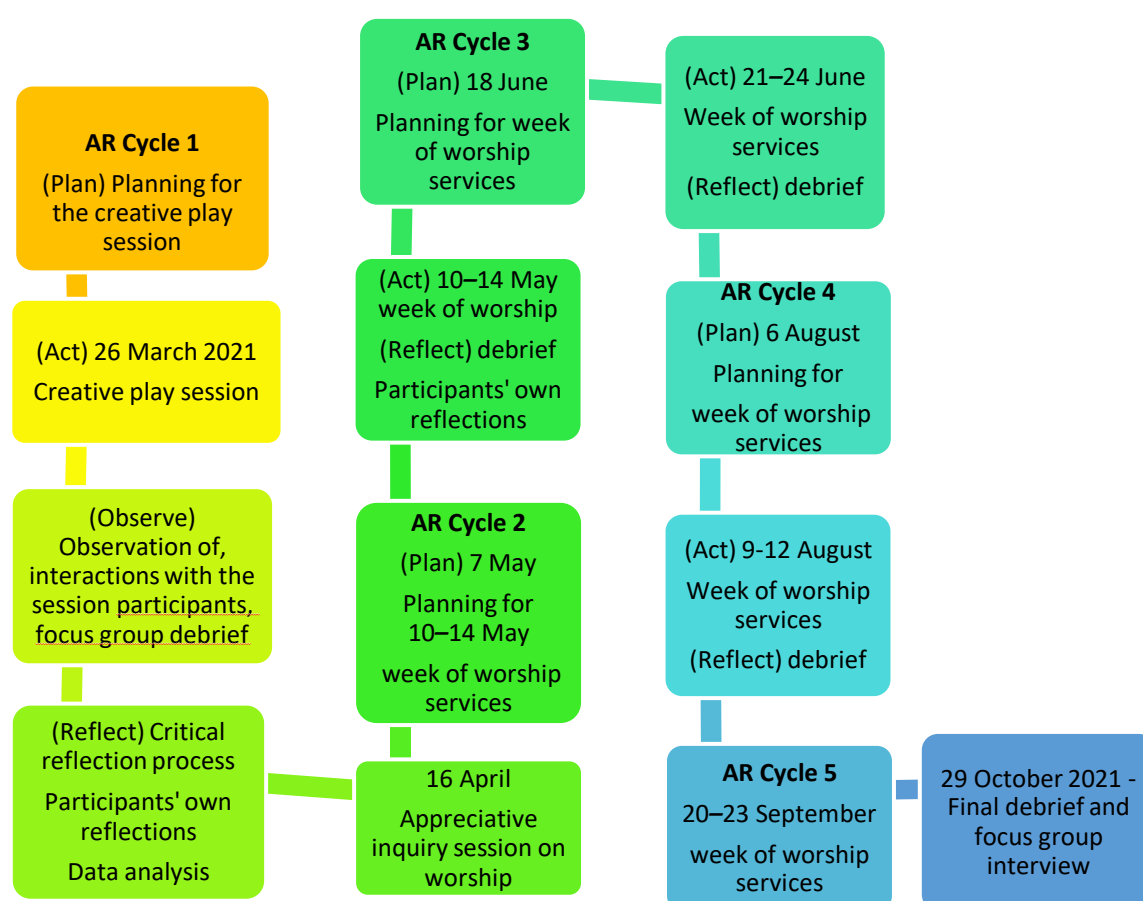 AR Cycle 1
(Plan) Planning for
the creative play
session
(Act) 26 March 2021
Creative play session
(Observe)
Observation of,
interactions with the
session participants,
focus group debrief
(Reflect) Critical
reflection process
Participants' own
reflections
Data analysis
16 April
Appreciative
inquiry session on
worship
AR Cycle 2
(Plan) 7 May
Planning for
10–14 May
week of worship
services
(Act) 10–14 May
week of worship
(Reflect) debrief
Participants' own
reflections
AR Cycle 3
(Plan) 18 June
Planning for week
of worship
services
(Act) 21–24 June
Week of worship
services
(Reflect) debrief
AR Cycle 4
(Plan) 6 August
Planning for
week of worship
services
(Act) 9-12 August
Week of worship
services
(Reflect) debrief
AR Cycle 5
20–23 September
week of worship
services
29 October 2021 -
Final debrief and
focus group
interview